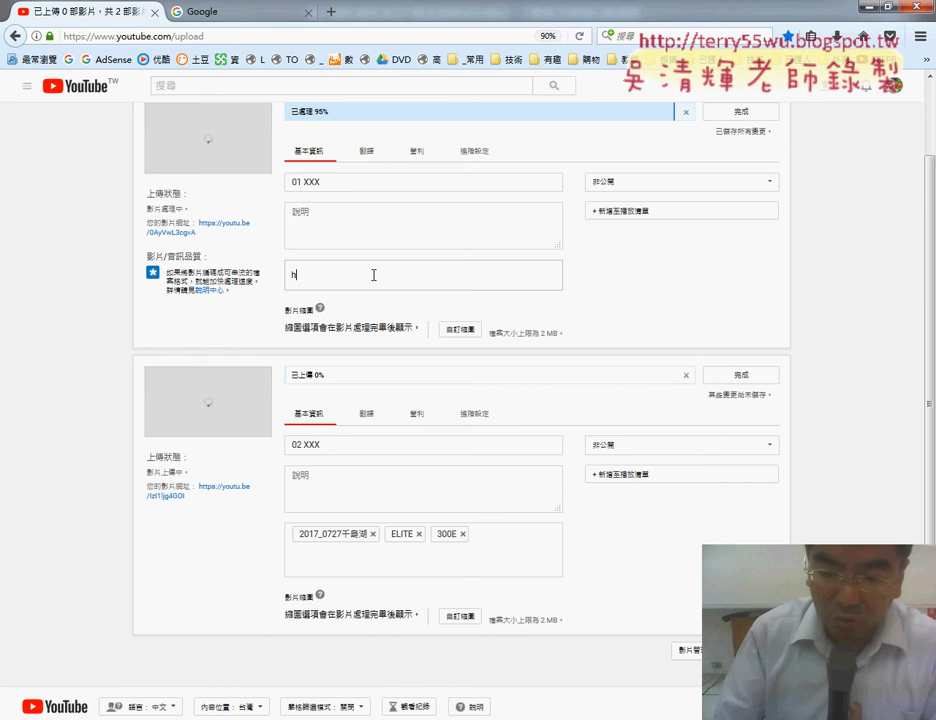 已上傳 0 部影片，共 2 部影片
Google
https://www.youtube.com/upload
90%
搜尋
http://terry55wu.blogspot.tw
最常瀏覽
AdSense
優酷
土豆
資
L
TO
數
DVD
高
_常用
技術
有趣
購物
吳清輝老師錄製
YouTube TW
搜尋
已處理 95%
完成
已儲存所有變更。
基本資訊
翻譯
營利
進階設定
01 XXX
非公開
上傳狀態：
影片處理中。
您的影片網址： https://youtu.be
/0AyVwL3cgvA
說明
+ 新增至播放清單
影片/音訊品質：
如果將影片編碼成可串流的檔
案格式，就能加快處理速度。
詳情請見說明中心。
h
影片縮圖
縮圖選項會在影片處理完畢後顯示。
自訂縮圖
檔案大小上限為 2 MB。
已上傳 0%
完成
某些變更尚未儲存。
基本資訊
翻譯
營利
進階設定
02 XXX
非公開
上傳狀態：
影片上傳中。
您的影片網址： https://youtu.be
/IzI1ljg4GOI
說明
+ 新增至播放清單
2017_0727千島湖
ELITE
300E
影片縮圖
縮圖選項會在影片處理完畢後顯示。
自訂縮圖
檔案大小上限為 2 MB。
影片管
YouTube
語言： 中文
內容位置： 台灣
嚴格篩選模式： 關閉
觀看紀錄
說明